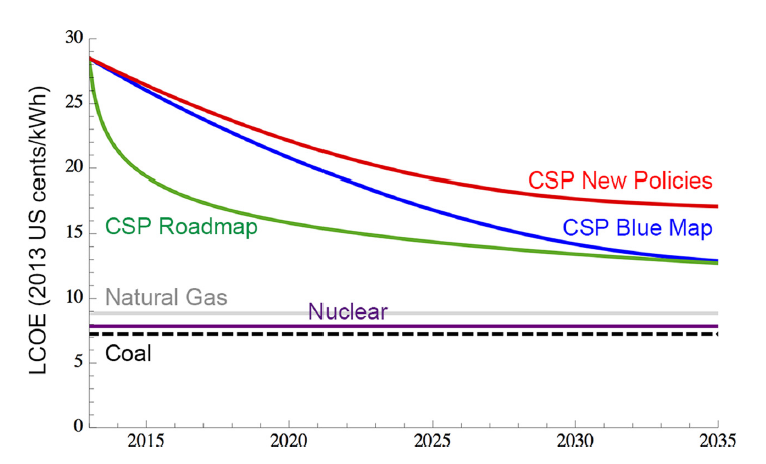 LCOE (2013 US cents/kWh)
30
25
20
15
10
5
0
CSP New Policies
CSP Roadmap
CSP Blue Map
Natural Gas
Nuclear
Coal
2015
2020
2025
2030
2035